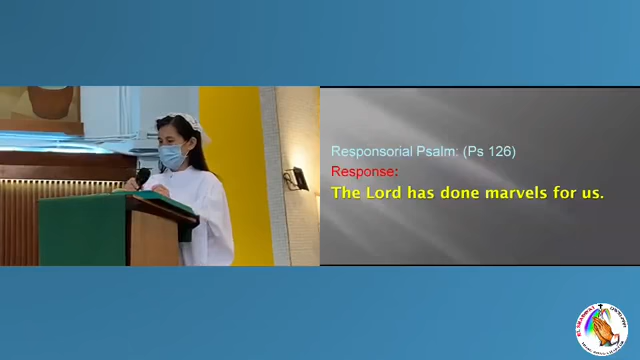 Responsorial Psalm: (Ps 126)
Response:
The Lord has done marvels for us.